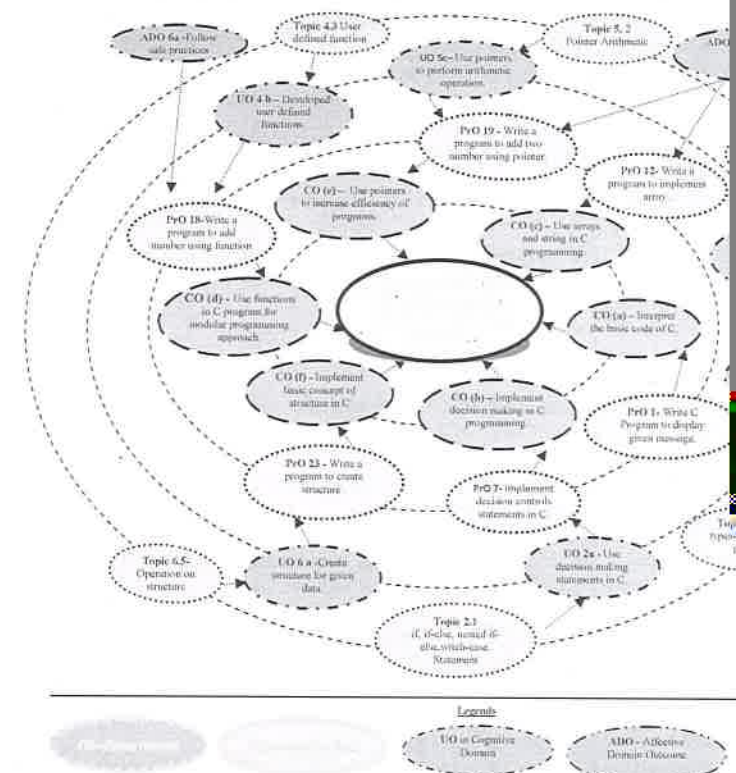 ADO 6a -Follow
safe practices
Topic 4.3 User
defined function
Topic 5. 2
Pointer Arithmetic
ADO
UO 5c- Use pointers
to perform arithmetic
operation.
UO 4 b – Developed
user defined
functions.
PrO 19 - Write a
program to add two
number using pointer
PrO 12- Write a
program to implement
array.
CO (e) – Use pointers
to increase efficiency of
programs.
PrO 18-Write a
program to add
number using function
CO (c) - Use arrays
and string in C
programming.
CO (d) - Use functions
in C program for
modular programming
approach.
CO (a) – Interpret
the basic code of C.
CO (f) - Implement
basic concept of
structure in C
CO (b) – Implement
decision making in C
programming.
PrO 1- Write C
Program to display
given message.
PrO 23 - Write a
program to create
structure
PrO 7- Implement
decision controls
statements in C.
Topic 6.5-
Operation on
structure
UO 6 a -Create
structure for given
data.
UO 2a - Use
decision making
statements in C.
Topic 2.1
if, if-else, nested if-
else, switch-case.
Statement
Legends
UO in Cognitive
Domain
ADO - Affective
Domain Outcome